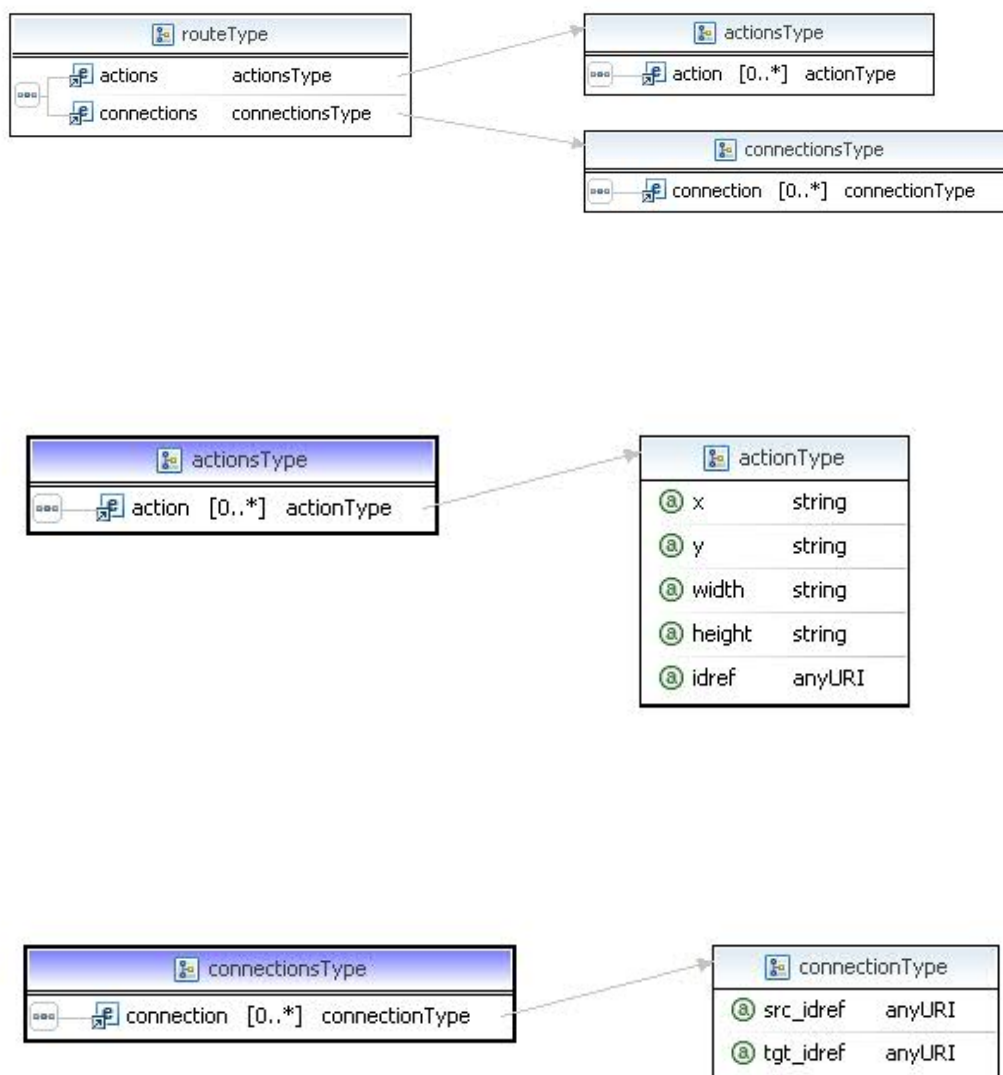 routeType
actions actionsType
connections connectionsType
actionsType
action [0..*] actionType
connectionsType
connection [0..*] connectionType
actionsType
action [0..*] actionType
actionType
a x string
a y string
a width string
a height string
a idref anyURI
connectionsType
connection [0..*] connectionType
connectionType
a src_idref anyURI
a tgt_idref anyURI